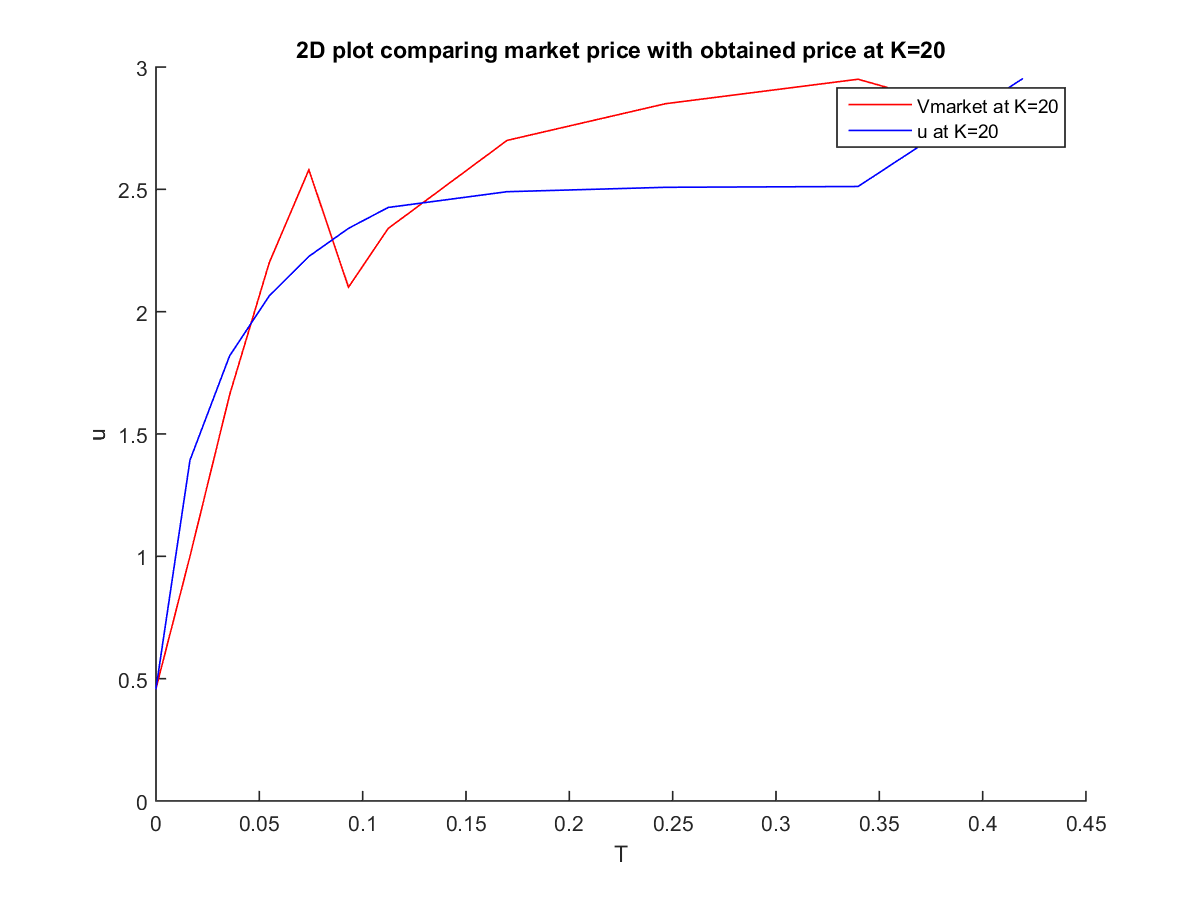 2D plot comparing market price with obtained price at K=20
3
2.5
2
1.5
1
0.5
0
u
Vmarket at K=20
u at K=20
0 0.05 0.1 0.15 0.2 0.25 0.3 0.35 0.4 0.45
T